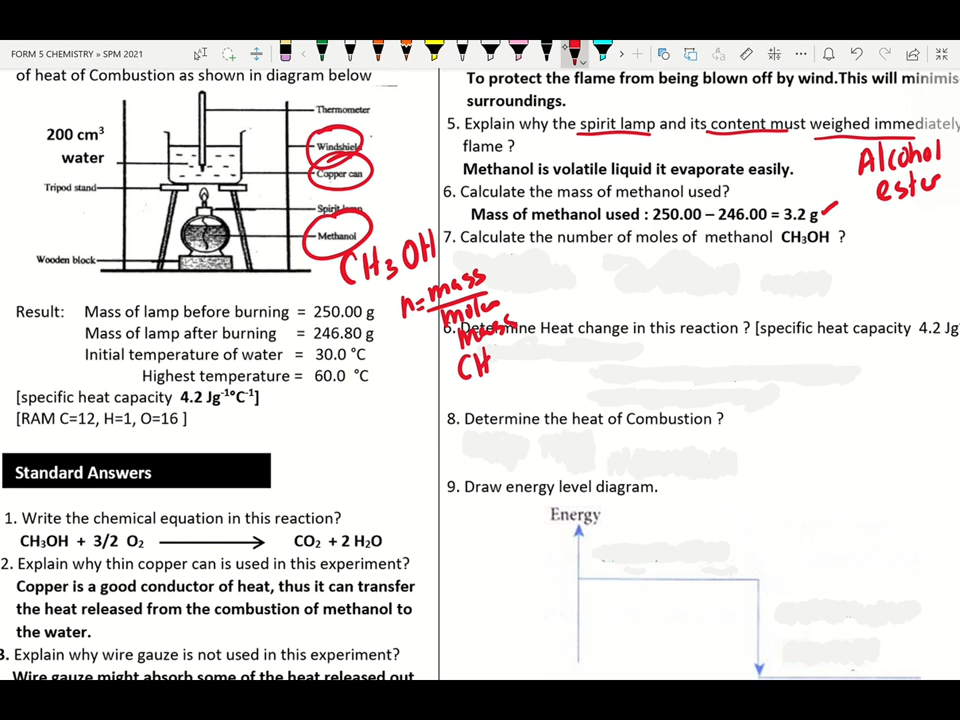 FORM 5 CHEMISTRY » SPM 2021
of heat of Combustion as shown in diagram below
Thermometer
200 cm³
water
Windshield
Copper can
Tripod stand
Spirit lamp
Methanol
Wooden block
CH3OH
Result: Mass of lamp before burning = 250.00 g
Mass of lamp after burning = 246.80 g
Initial temperature of water = 30.0 °C
Highest temperature = 60.0 °C
[specific heat capacity 4.2 Jg⁻¹°C⁻¹]
[RAM C=12, H=1, O=16 ]
Standard Answers
1. Write the chemical equation in this reaction?
CH₃OH + 3/2 O₂ ⟶ CO₂ + 2 H₂O
2. Explain why thin copper can is used in this experiment?
Copper is a good conductor of heat, thus it can transfer
the heat released from the combustion of methanol to
the water.
3. Explain why wire gauze is not used in this experiment?
Wire gauze might absorb some of the heat released out
To protect the flame from being blown off by wind.This will minimis
surroundings.
5. Explain why the spirit lamp and its content must weighed immediately
flame ?
Methanol is volatile liquid it evaporate easily.
Alcohol
ester
6. Calculate the mass of methanol used?
Mass of methanol used : 250.00 – 246.00 = 3.2 g
7. Calculate the number of moles of methanol CH₃OH ?
n = mass
molar
mass
CH
6. Determine Heat change in this reaction ? [specific heat capacity 4.2 Jg
8. Determine the heat of Combustion ?
9. Draw energy level diagram.
Energy